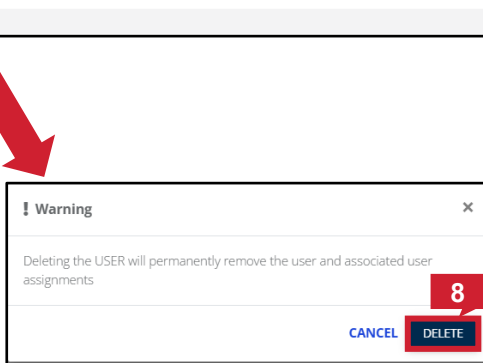 ! Warning ×
Deleting the USER will permanently remove the user and associated user
assignments
8
CANCEL DELETE